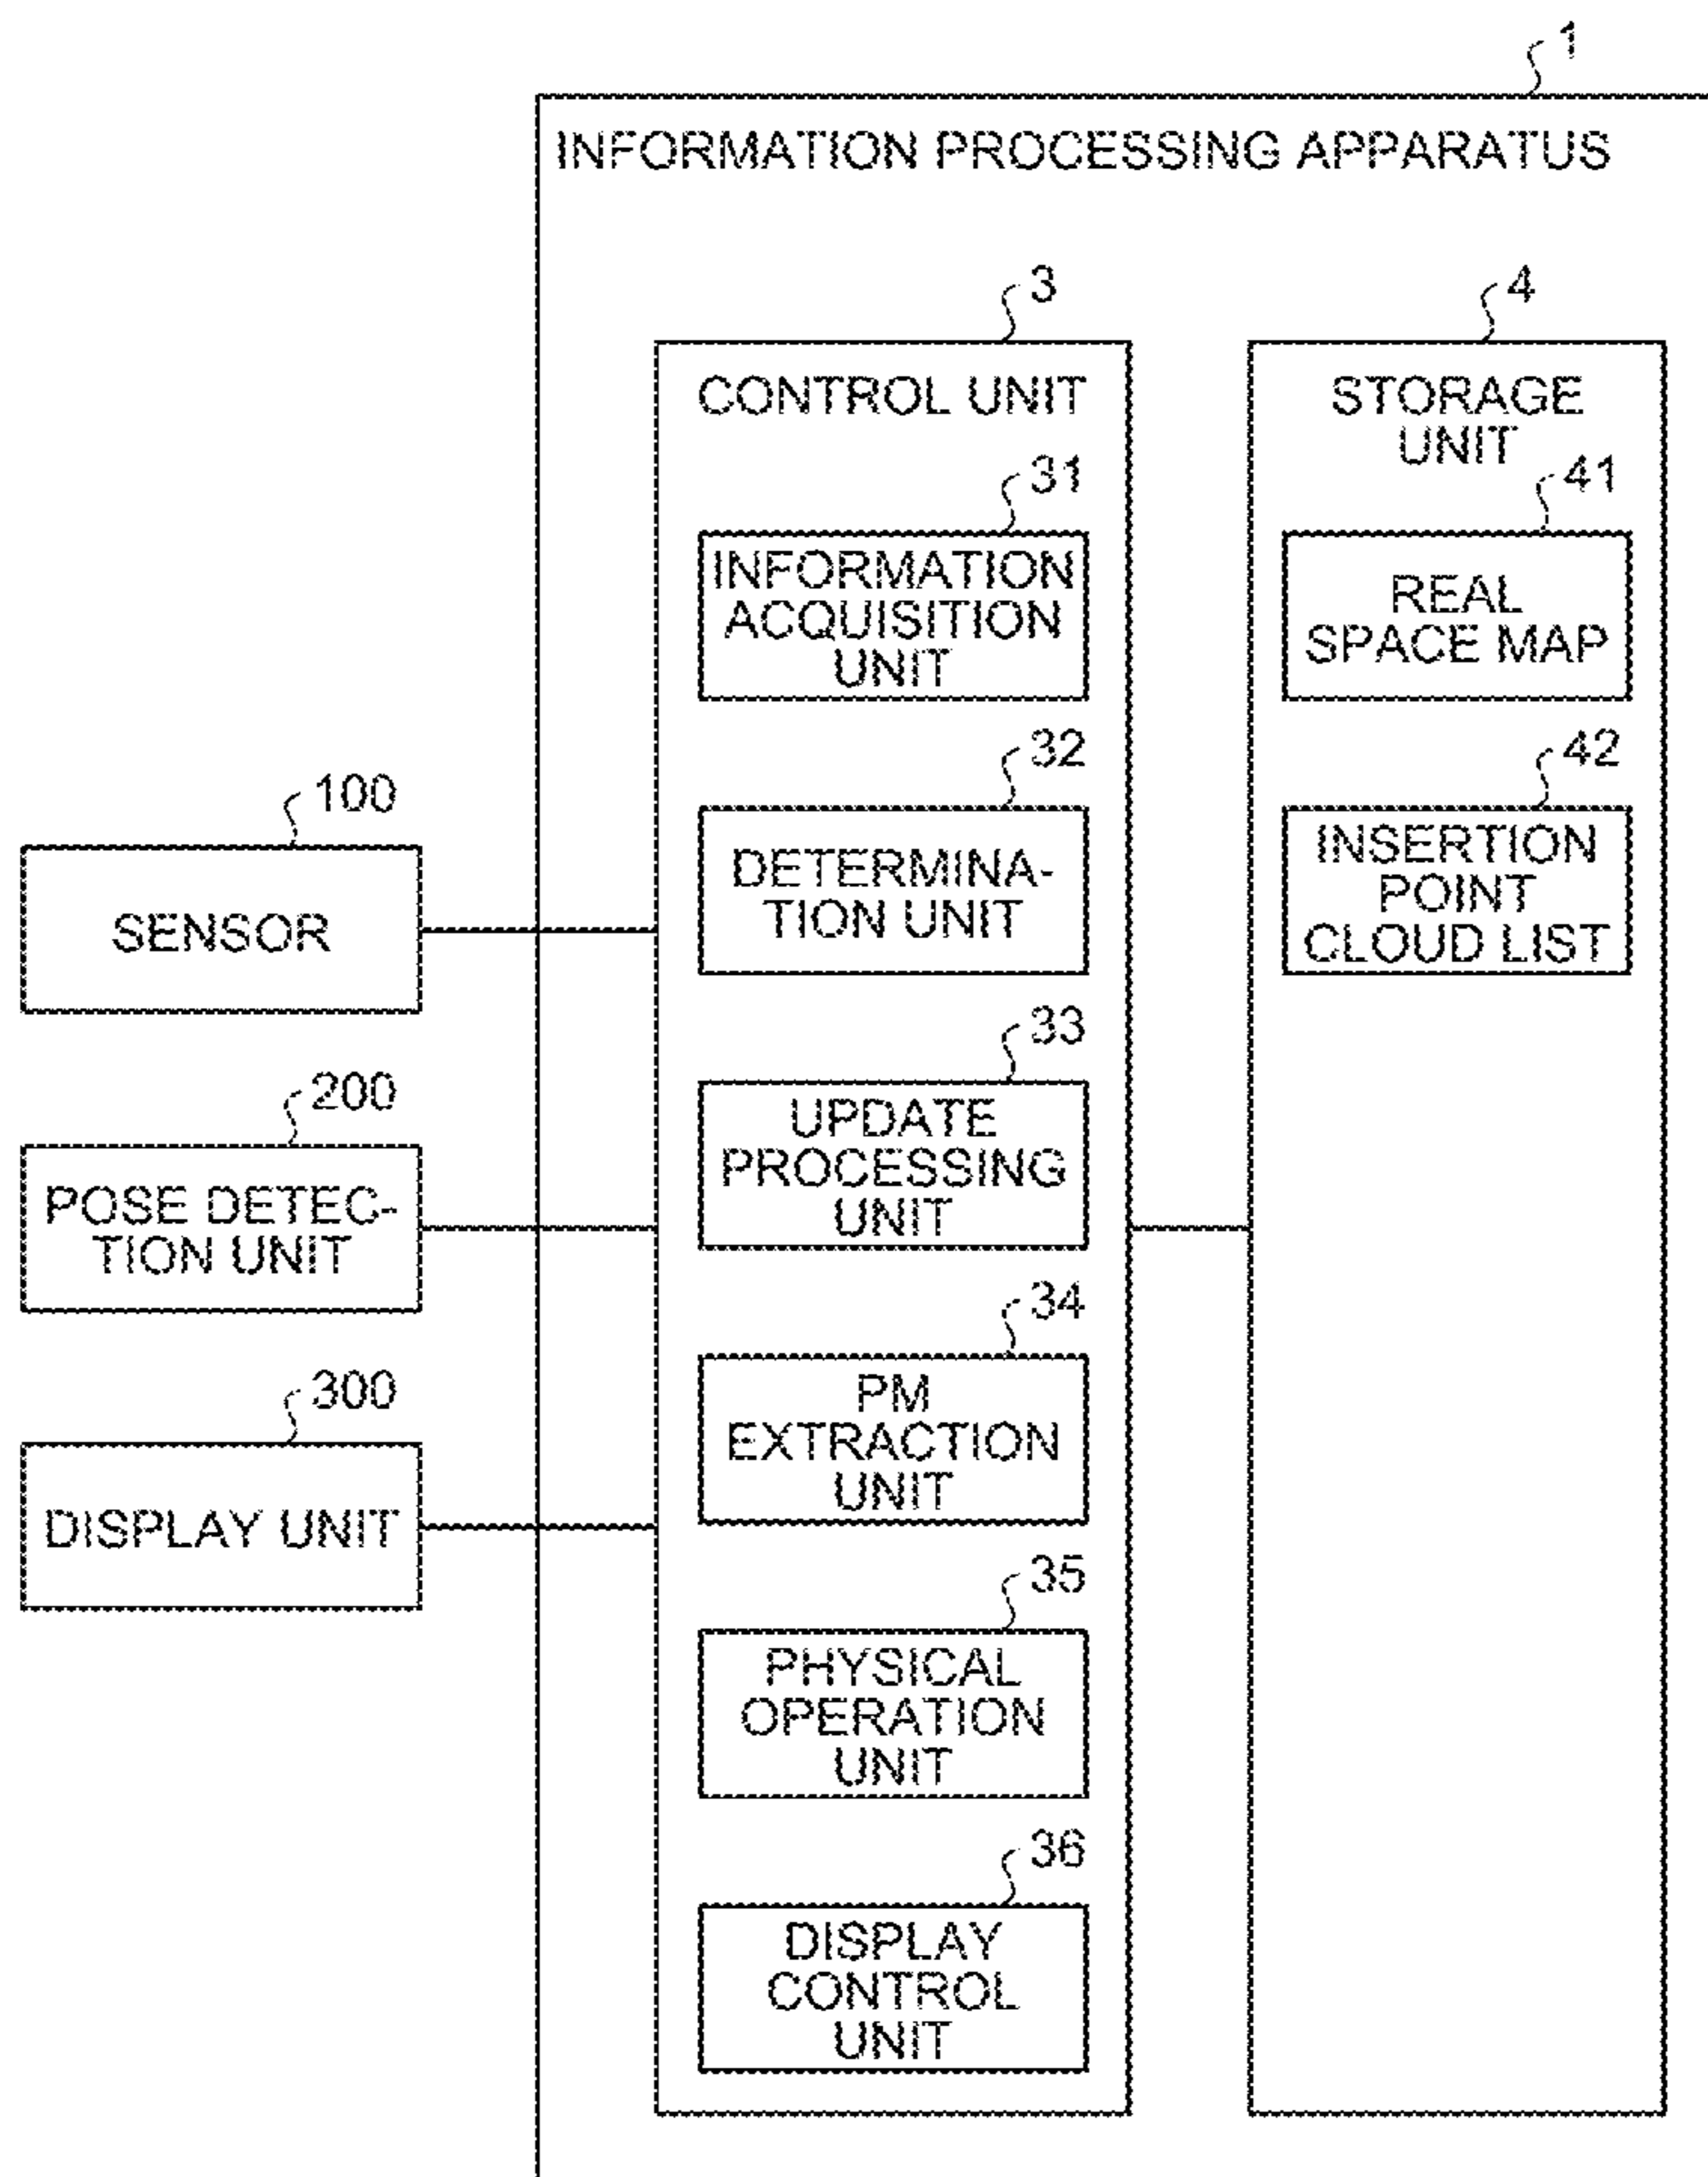 1
INFORMATION PROCESSING APPARATUS
3
CONTROL UNIT
31
INFORMATION
ACQUISITION
UNIT
32
DETERMINA-
TION UNIT
33
UPDATE
PROCESSING
UNIT
34
PM
EXTRACTION
UNIT
35
PHYSICAL
OPERATION
UNIT
36
DISPLAY
CONTROL
UNIT
4
STORAGE
UNIT
41
REAL
SPACE MAP
42
INSERTION
POINT
CLOUD LIST
100
SENSOR
200
POSE DETEC-
TION UNIT
300
DISPLAY UNIT